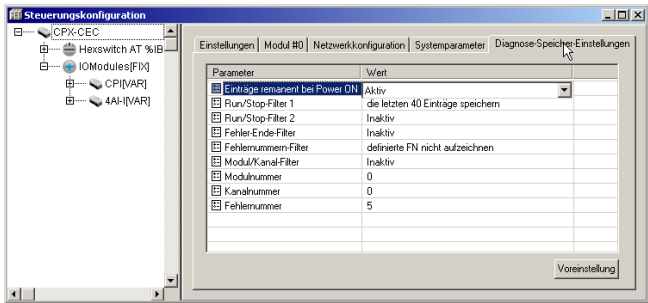 Steuerungskonfiguration
CPX-CEC
Hexswitch AT %IB
IOModules[FIX]
CPI[VAR]
4AI-I[VAR]
Einstellungen Modul #0 Netzwerkkonfiguration Systemparameter Diagnose-Speicher-Einstellungen
Parameter Wert
Einträge remanent bei Power ON Aktiv
Run/Stop-Filter 1 die letzten 40 Einträge speichern
Run/Stop-Filter 2 Inaktiv
Fehler-Ende-Filter Inaktiv
Fehlernummern-Filter definierte FN nicht aufzeichnen
Modul/Kanal-Filter Inaktiv
Modulnummer 0
Kanalnummer 0
Fehlernummer 5
Voreinstellung